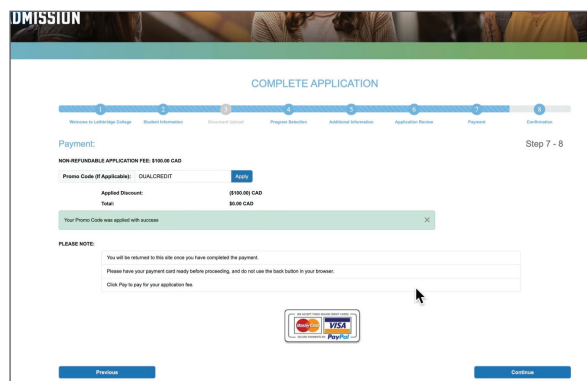 DMISSION
COMPLETE APPLICATION
1 2 3 4 5 6 7 8
Welcome to Lethbridge College Student Information Document Upload Program Selection Additional Information Application Review Payment Confirmation
Payment: Step 7 - 8
NON-REFUNDABLE APPLICATION FEE: $100.00 CAD
Promo Code (If Applicable): DUALCREDIT Apply
Applied Discount: ($100.00) CAD
Total: $0.00 CAD
Your Promo Code was applied with success
PLEASE NOTE:
You will be returned to this site once you have completed the payment.
Please have your payment card ready before proceeding, and do not use the back button in your browser.
Click Pay to pay for your application fee.
MasterCard VISA
PayPal
Previous Continue